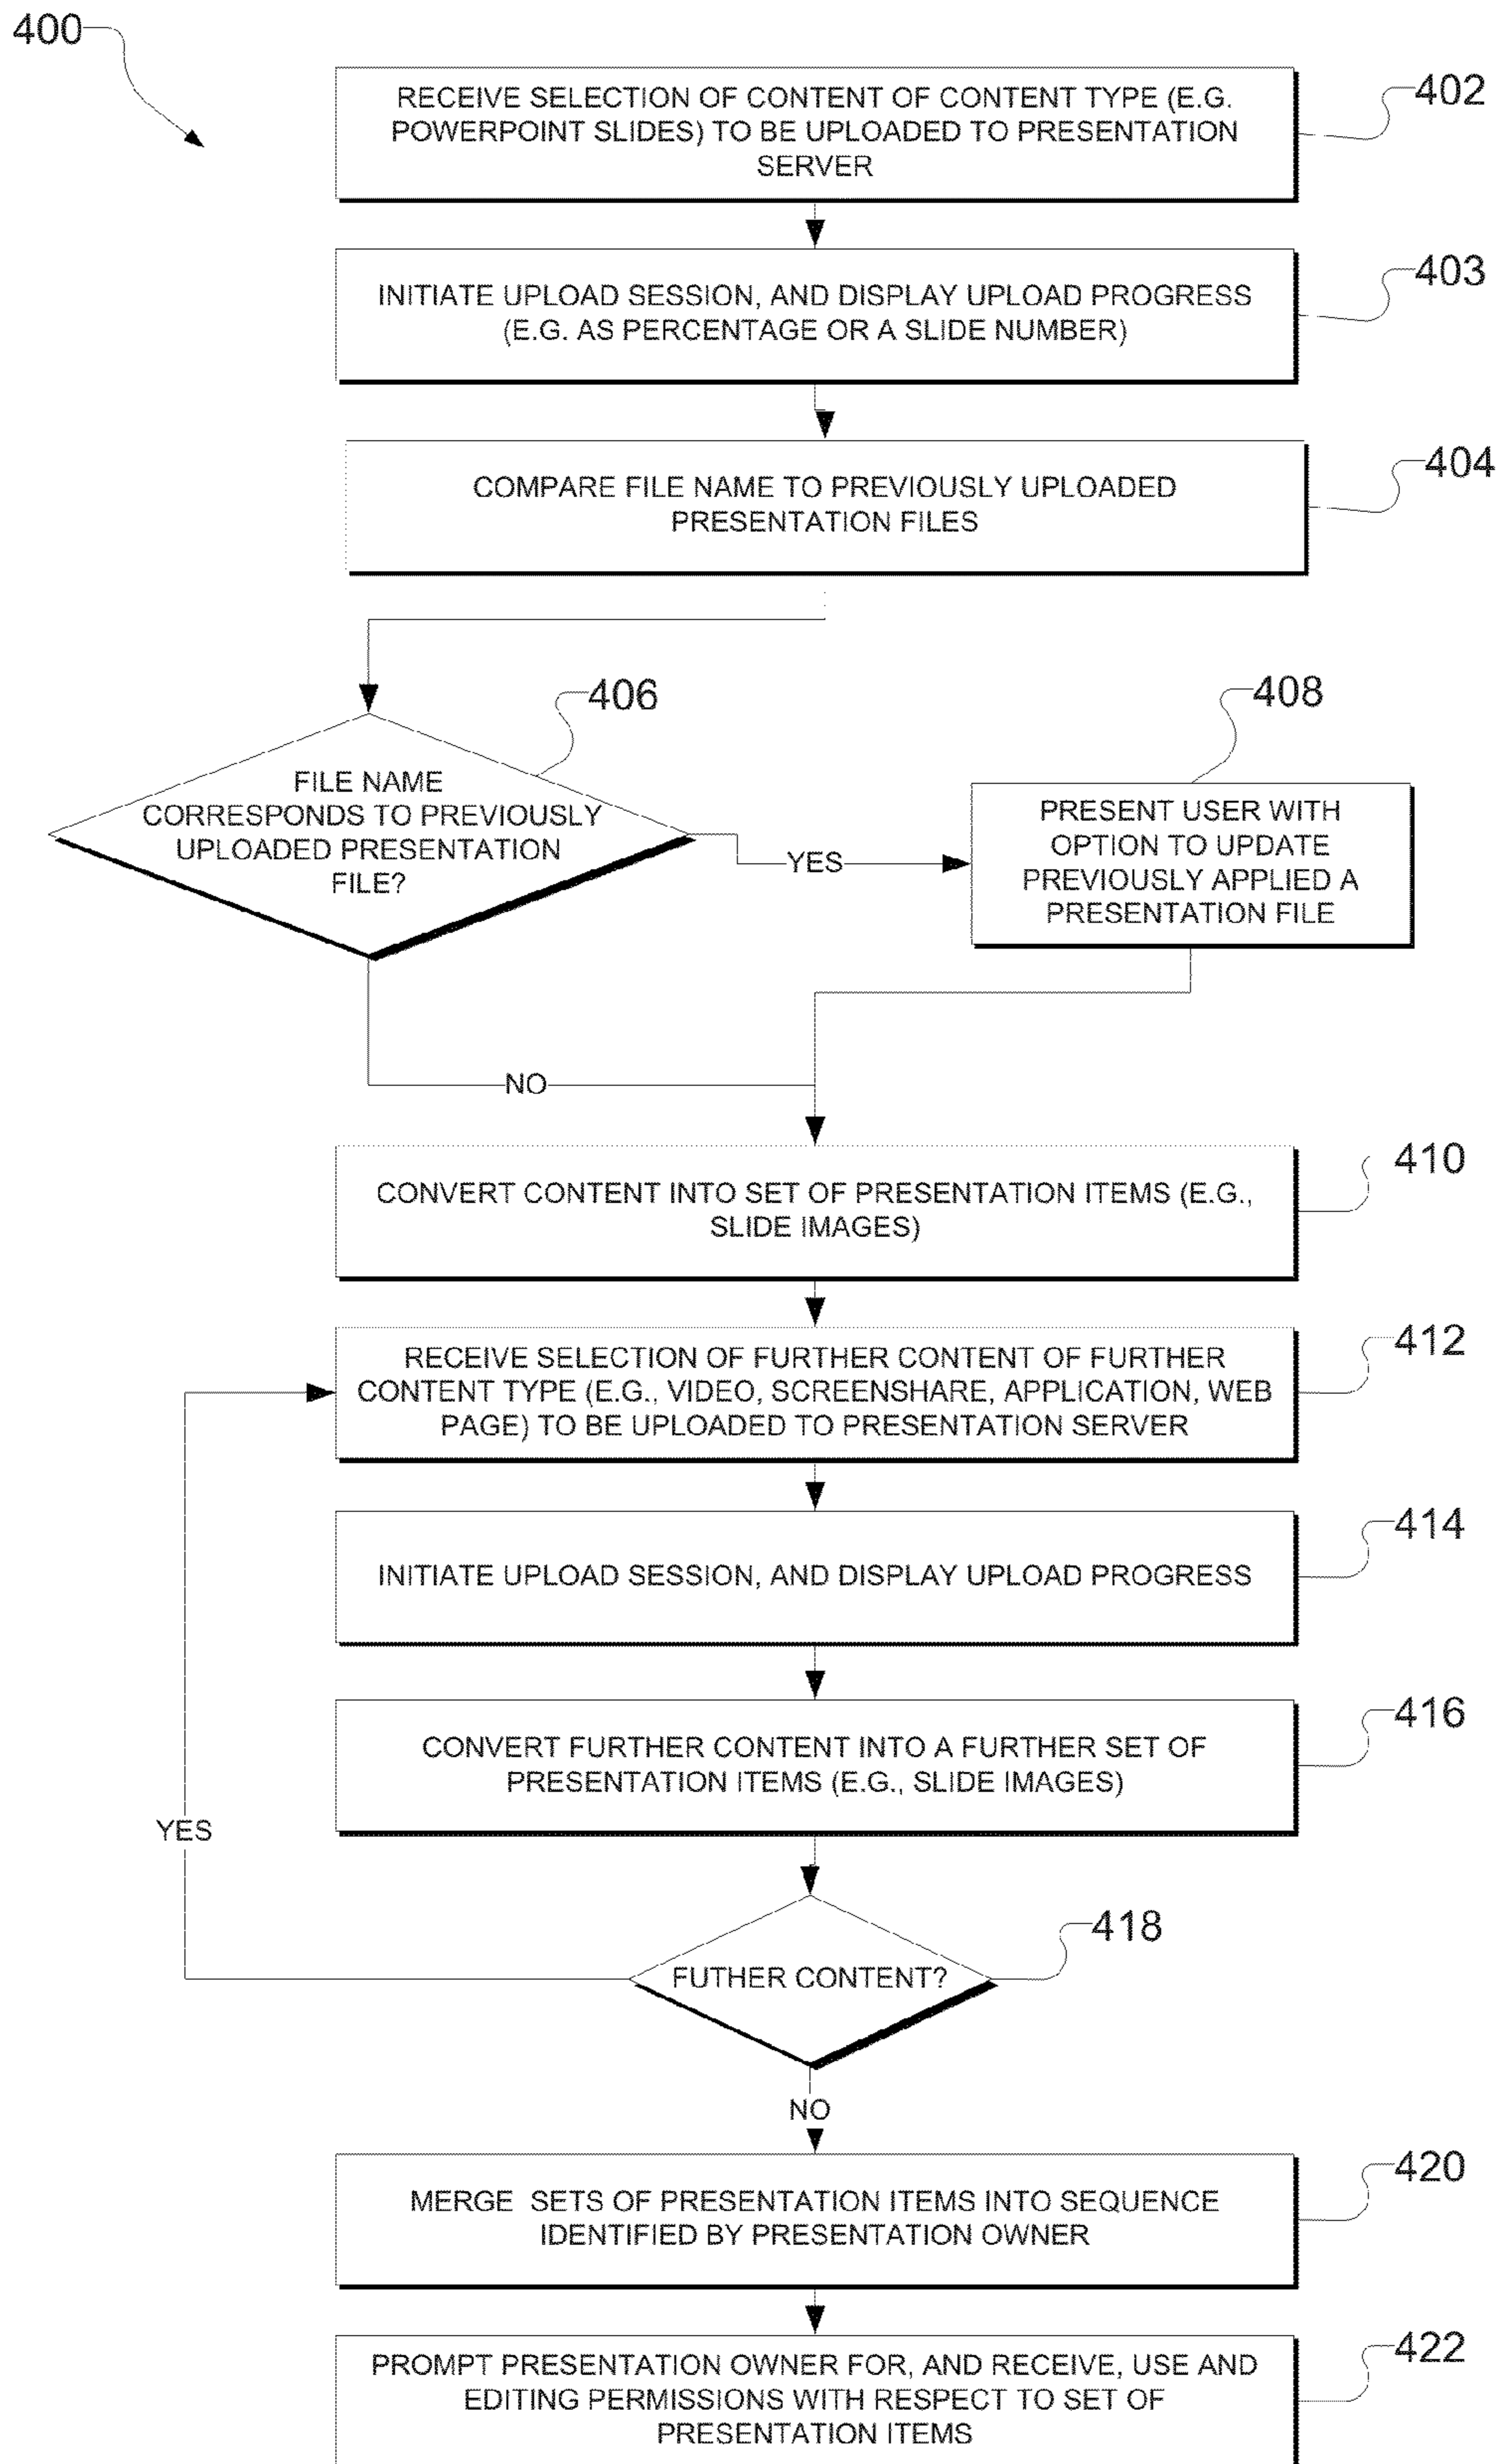 400
RECEIVE SELECTION OF CONTENT OF CONTENT TYPE (E.G.
POWERPOINT SLIDES) TO BE UPLOADED TO PRESENTATION
SERVER
402
INITIATE UPLOAD SESSION, AND DISPLAY UPLOAD PROGRESS
(E.G. AS PERCENTAGE OR A SLIDE NUMBER)
403
COMPARE FILE NAME TO PREVIOUSLY UPLOADED
PRESENTATION FILES
404
FILE NAME
CORRESPONDS TO PREVIOUSLY
UPLOADED PRESENTATION
FILE?
406
YES
PRESENT USER WITH
OPTION TO UPDATE
PREVIOUSLY APPLIED A
PRESENTATION FILE
408
NO
CONVERT CONTENT INTO SET OF PRESENTATION ITEMS (E.G.,
SLIDE IMAGES)
410
RECEIVE SELECTION OF FURTHER CONTENT OF FURTHER
CONTENT TYPE (E.G., VIDEO, SCREENSHARE, APPLICATION, WEB
PAGE) TO BE UPLOADED TO PRESENTATION SERVER
412
INITIATE UPLOAD SESSION, AND DISPLAY UPLOAD PROGRESS
414
CONVERT FURTHER CONTENT INTO A FURTHER SET OF
PRESENTATION ITEMS (E.G., SLIDE IMAGES)
416
YES
FUTHER CONTENT?
418
NO
MERGE SETS OF PRESENTATION ITEMS INTO SEQUENCE
IDENTIFIED BY PRESENTATION OWNER
420
PROMPT PRESENTATION OWNER FOR, AND RECEIVE, USE AND
EDITING PERMISSIONS WITH RESPECT TO SET OF
PRESENTATION ITEMS
422